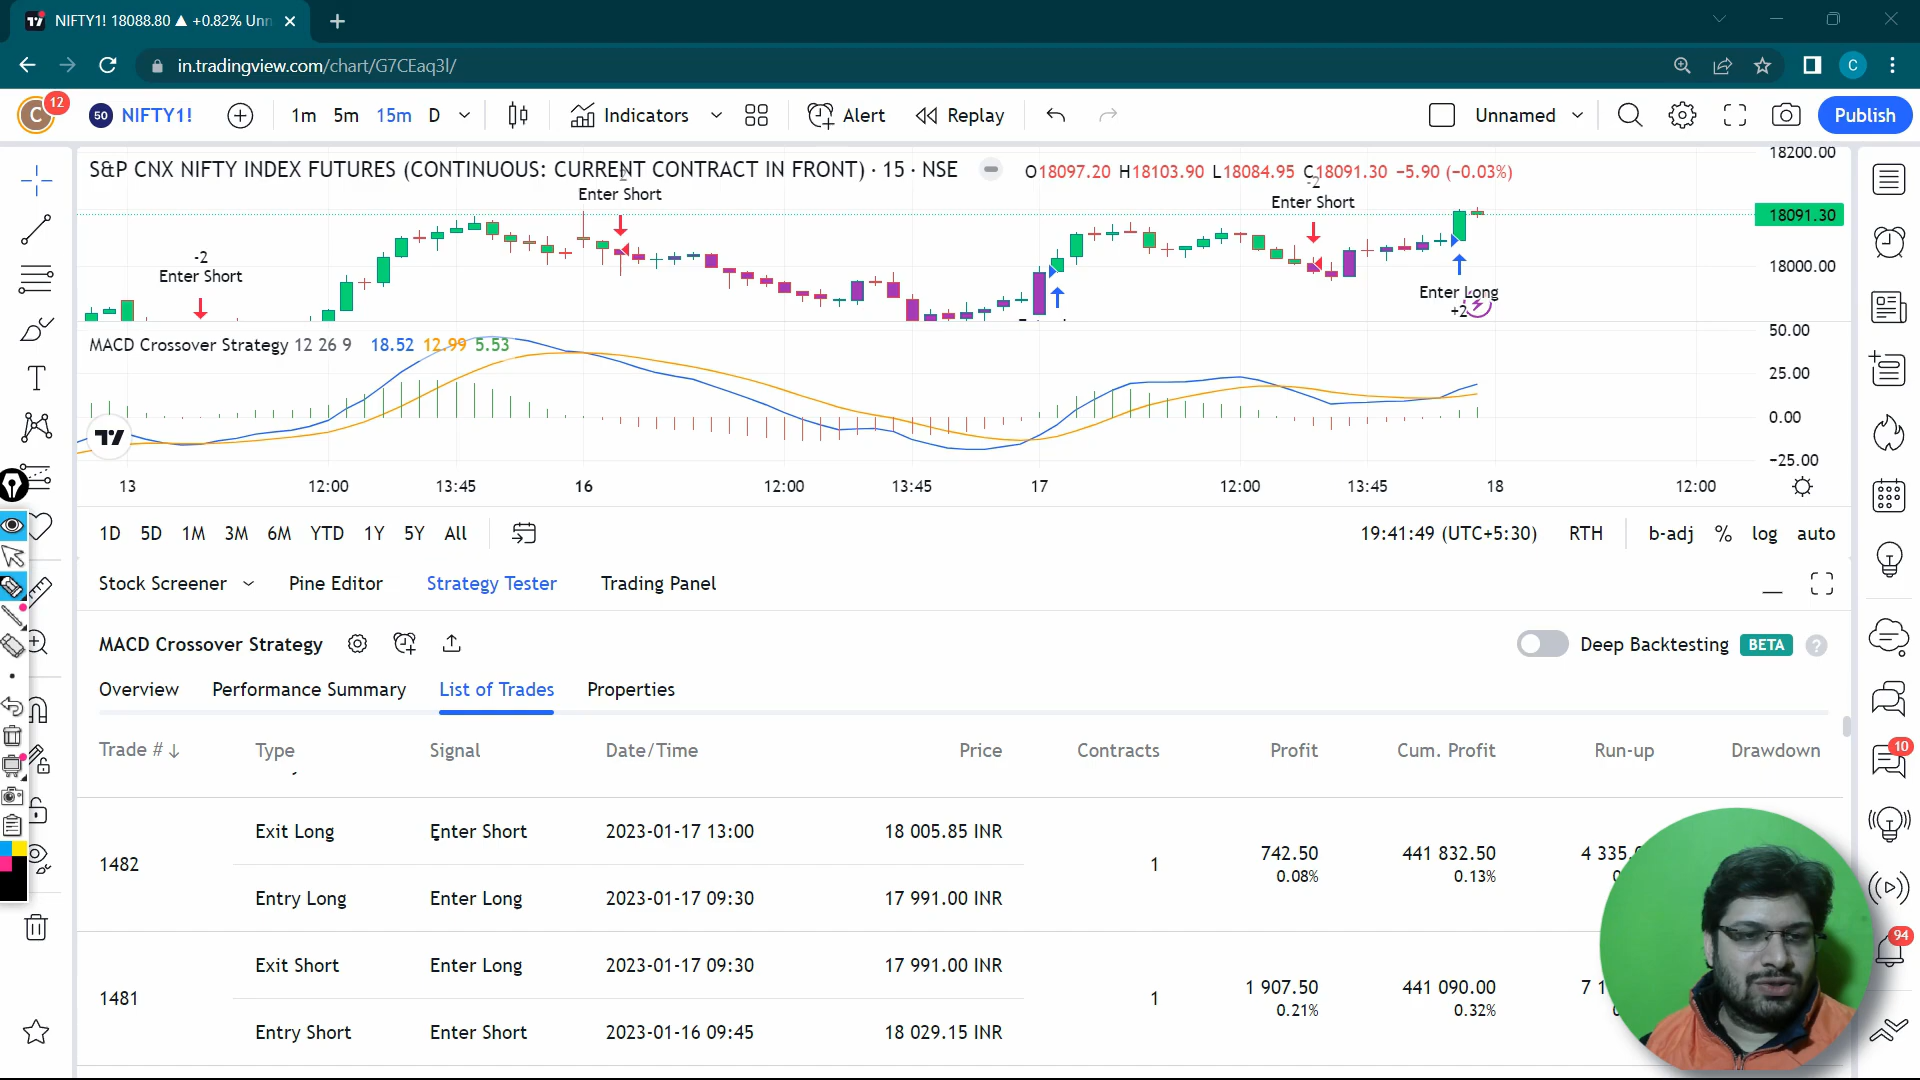 NIFTY1! 18088.80 ▲ +0.82% Unn
in.tradingview.com/chart/G7CEaq3l/
C 12 50 NIFTY1! 1m 5m 15m D Indicators Alert Replay Unnamed Publish
S&P CNX NIFTY INDEX FUTURES (CONTINUOUS: CURRENT CONTRACT IN FRONT) · 15 · NSE O18097.20 H18103.90 L18084.95 C18091.30 −5.90 (−0.03%)
18200.00
-2
Enter Short
Enter Short
-2
Enter Short
18091.30
18000.00
Enter Long
+2
MACD Crossover Strategy 12 26 9 18.52 12.99 5.53
50.00
25.00
0.00
−25.00
13 12:00 13:45 16 12:00 13:45 17 12:00 13:45 18 12:00
1D 5D 1M 3M 6M YTD 1Y 5Y All 19:41:49 (UTC+5:30) RTH b-adj % log auto
Stock Screener Pine Editor Strategy Tester Trading Panel
MACD Crossover Strategy Deep Backtesting BETA ?
Overview Performance Summary List of Trades Properties
Trade # ↓ Type Signal Date/Time Price Contracts Profit Cum. Profit Run-up Drawdown
10
1482 Exit Long Enter Short 2023-01-17 13:00 18 005.85 INR 1 742.50 441 832.50 4 335.
0.08% 0.13%
Entry Long Enter Long 2023-01-17 09:30 17 991.00 INR
94
1481 Exit Short Enter Long 2023-01-17 09:30 17 991.00 INR 1 1 907.50 441 090.00 7 1
0.21% 0.32%
Entry Short Enter Short 2023-01-16 09:45 18 029.15 INR